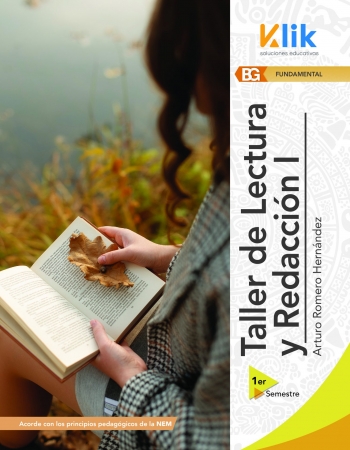 klik
soluciones educativas
BG FUNDAMENTAL
Taller de Lectura
y Redacción I
Arturo Romero Hernández
1er
Semestre
Acorde con los principios pedagógicos de la NEM